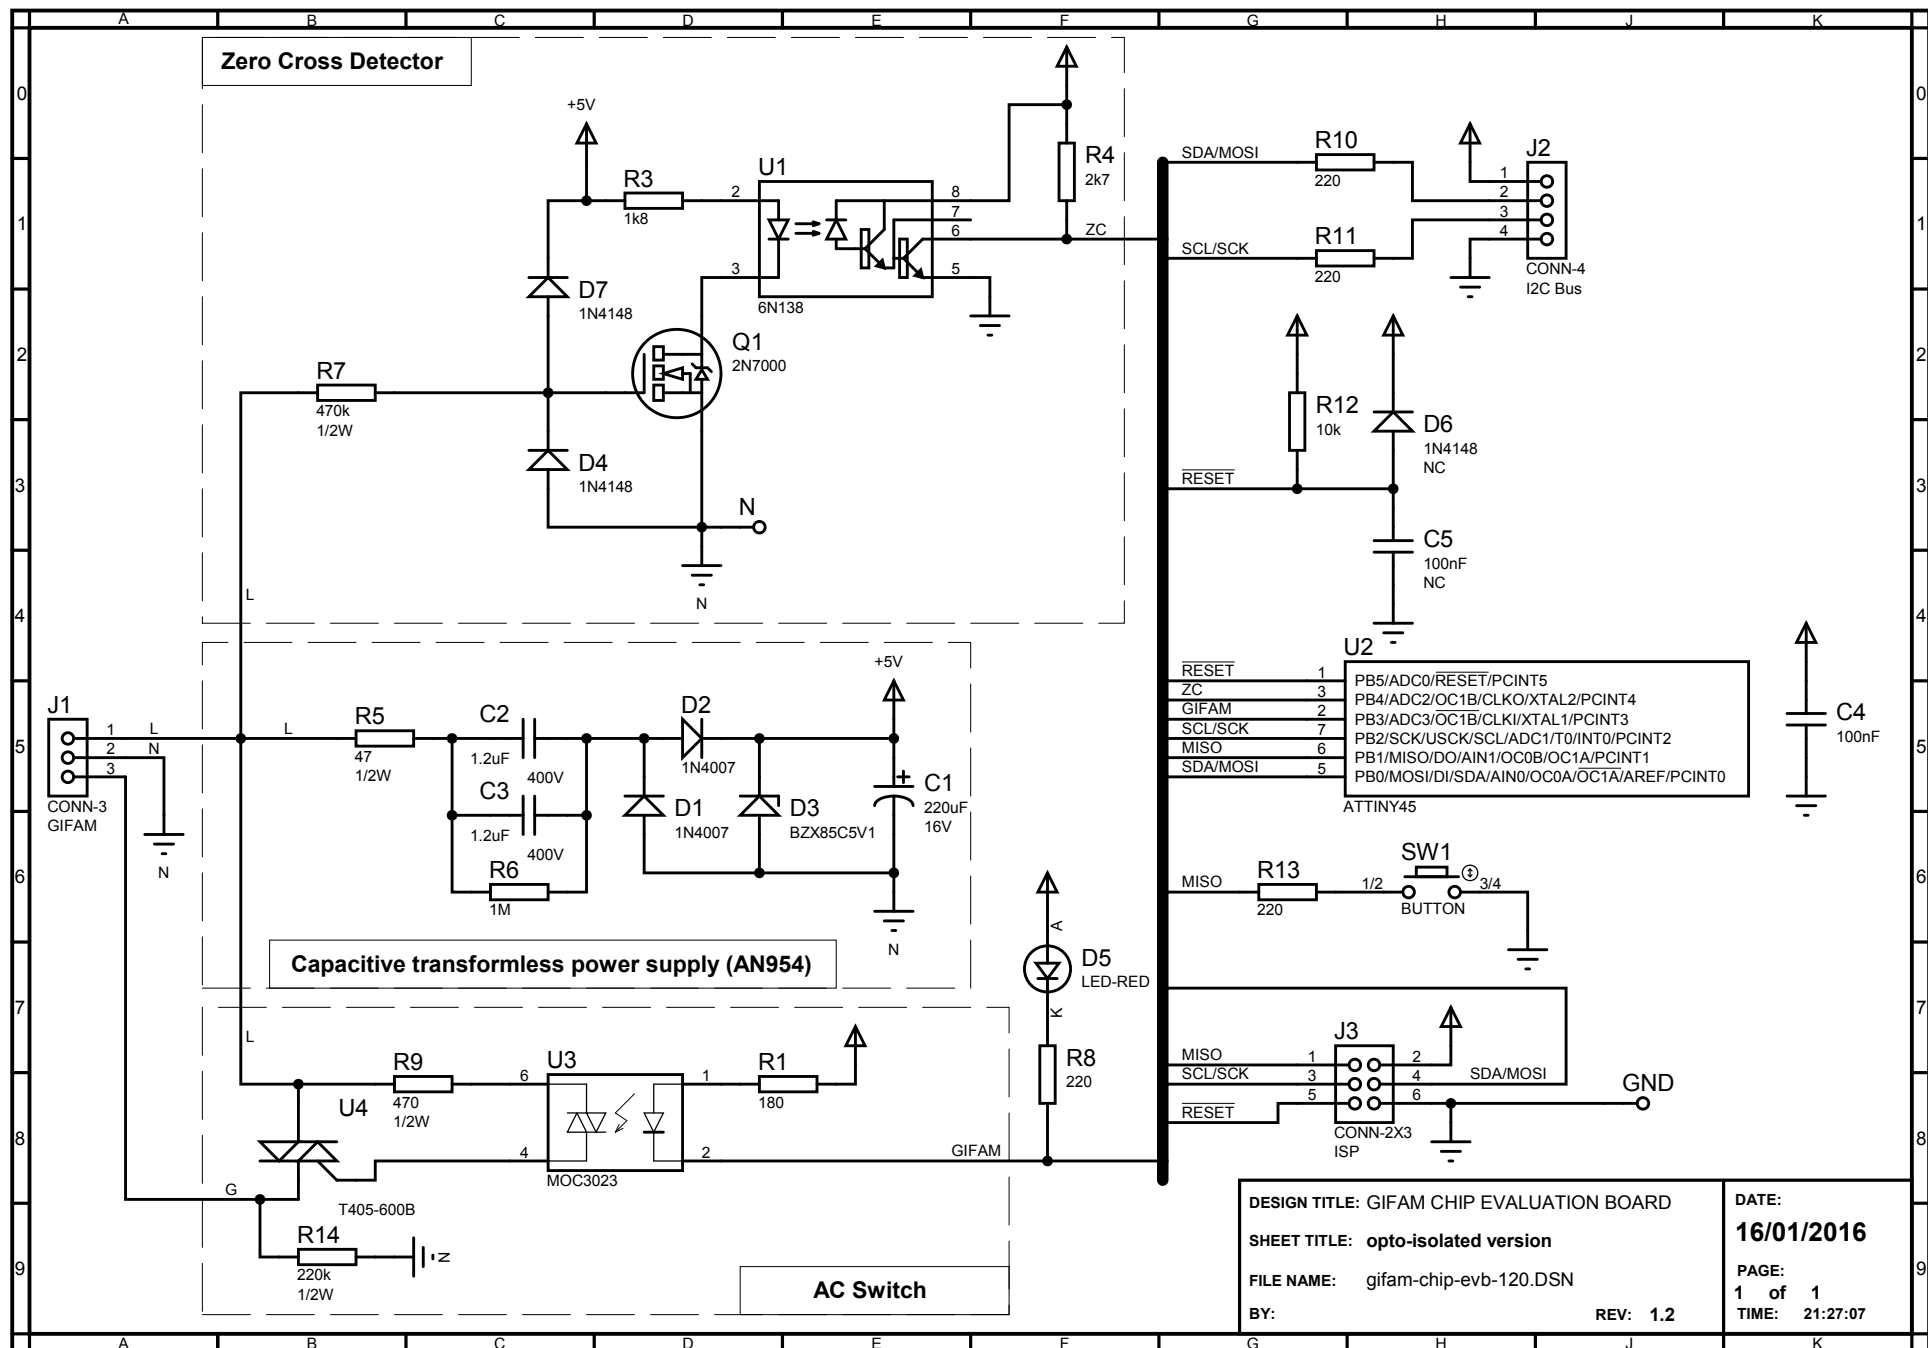 A B C D E F G H J K
0 0
1 1
2 2
3 3
4 4
5 5
6 6
7 7
8 8
9 9
Zero Cross Detector
+5V
R3
1k8
U1
2
3
8
7
6
5
6N138
R4
2k7
ZC
D7
1N4148
Q1
2N7000
R7
470k
1/2W
D4
1N4148
N
N
L
SDA/MOSI
R10
220
SCL/SCK
R11
220
J2
1
2
3
4
CONN-4
I2C Bus
R12
10k
D6
1N4148
NC
RESET
C5
100nF
NC
J1
1 L
2 N
3
CONN-3
GIFAM
N
L
R5
47
1/2W
C2
1.2uF
400V
C3
1.2uF
400V
R6
1M
D2
1N4007
D1
1N4007
D3
BZX85C5V1
+5V
C1
+
220uF
16V
N
Capacitive transformless power supply (AN954)
U2
RESET 1 PB5/ADC0/RESET/PCINT5
ZC 3 PB4/ADC2/OC1B/CLKO/XTAL2/PCINT4
GIFAM 2 PB3/ADC3/OC1B/CLKI/XTAL1/PCINT3
SCL/SCK 7 PB2/SCK/USCK/SCL/ADC1/T0/INT0/PCINT2
MISO 6 PB1/MISO/DO/AIN1/OC0B/OC1A/PCINT1
SDA/MOSI 5 PB0/MOSI/DI/SDA/AIN0/OC0A/OC1A/AREF/PCINT0
ATTINY45
C4
100nF
MISO
R13
220
SW1
1/2
3/4
BUTTON
A
D5
LED-RED
K
R8
220
L
R9
470
1/2W
U3
6
4
1
2
MOC3023
R1
180
GIFAM
U4
T405-600B
G
R14
220k
1/2W
N
AC Switch
J3
MISO 1 2
SCL/SCK 3 4 SDA/MOSI
RESET 5 6
CONN-2X3
ISP
GND
DESIGN TITLE: GIFAM CHIP EVALUATION BOARD
SHEET TITLE: opto-isolated version
FILE NAME: gifam-chip-evb-120.DSN
BY:
REV: 1.2
DATE:
16/01/2016
PAGE:
1 of 1
TIME: 21:27:07
A B C D E F G H J K